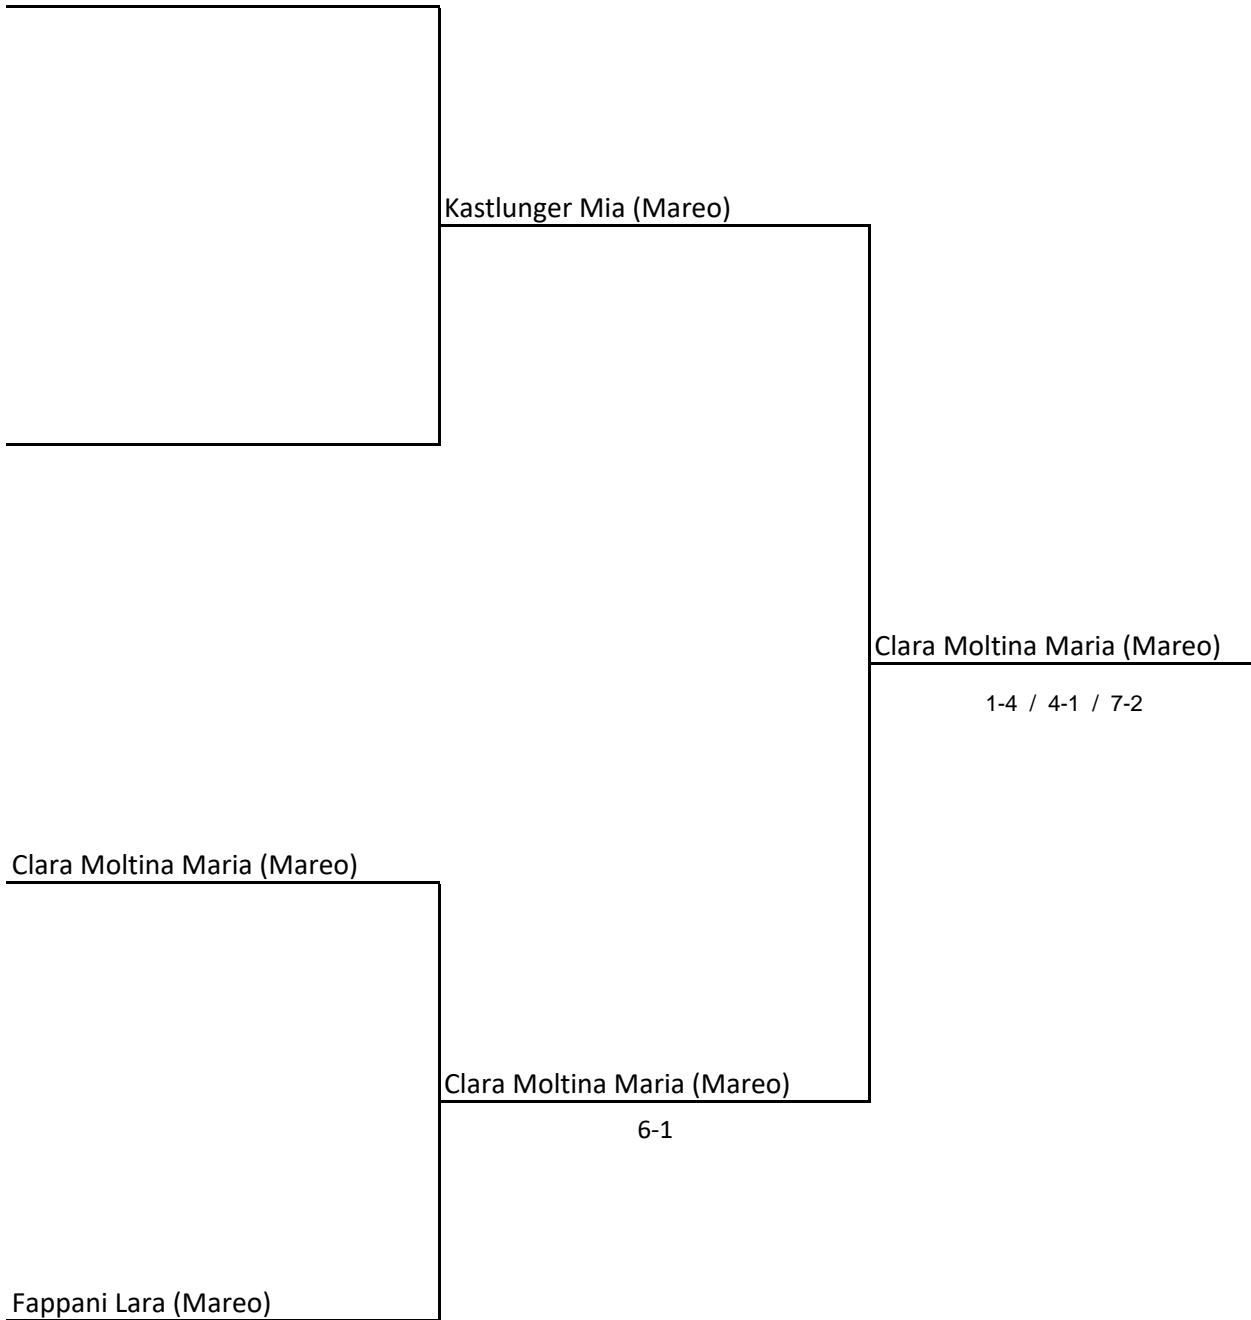 Kastlunger Mia (Mareo)
Clara Moltina Maria (Mareo)
1-4 / 4-1 / 7-2
Clara Moltina Maria (Mareo)
Clara Moltina Maria (Mareo)
6-1
Fappani Lara (Mareo)